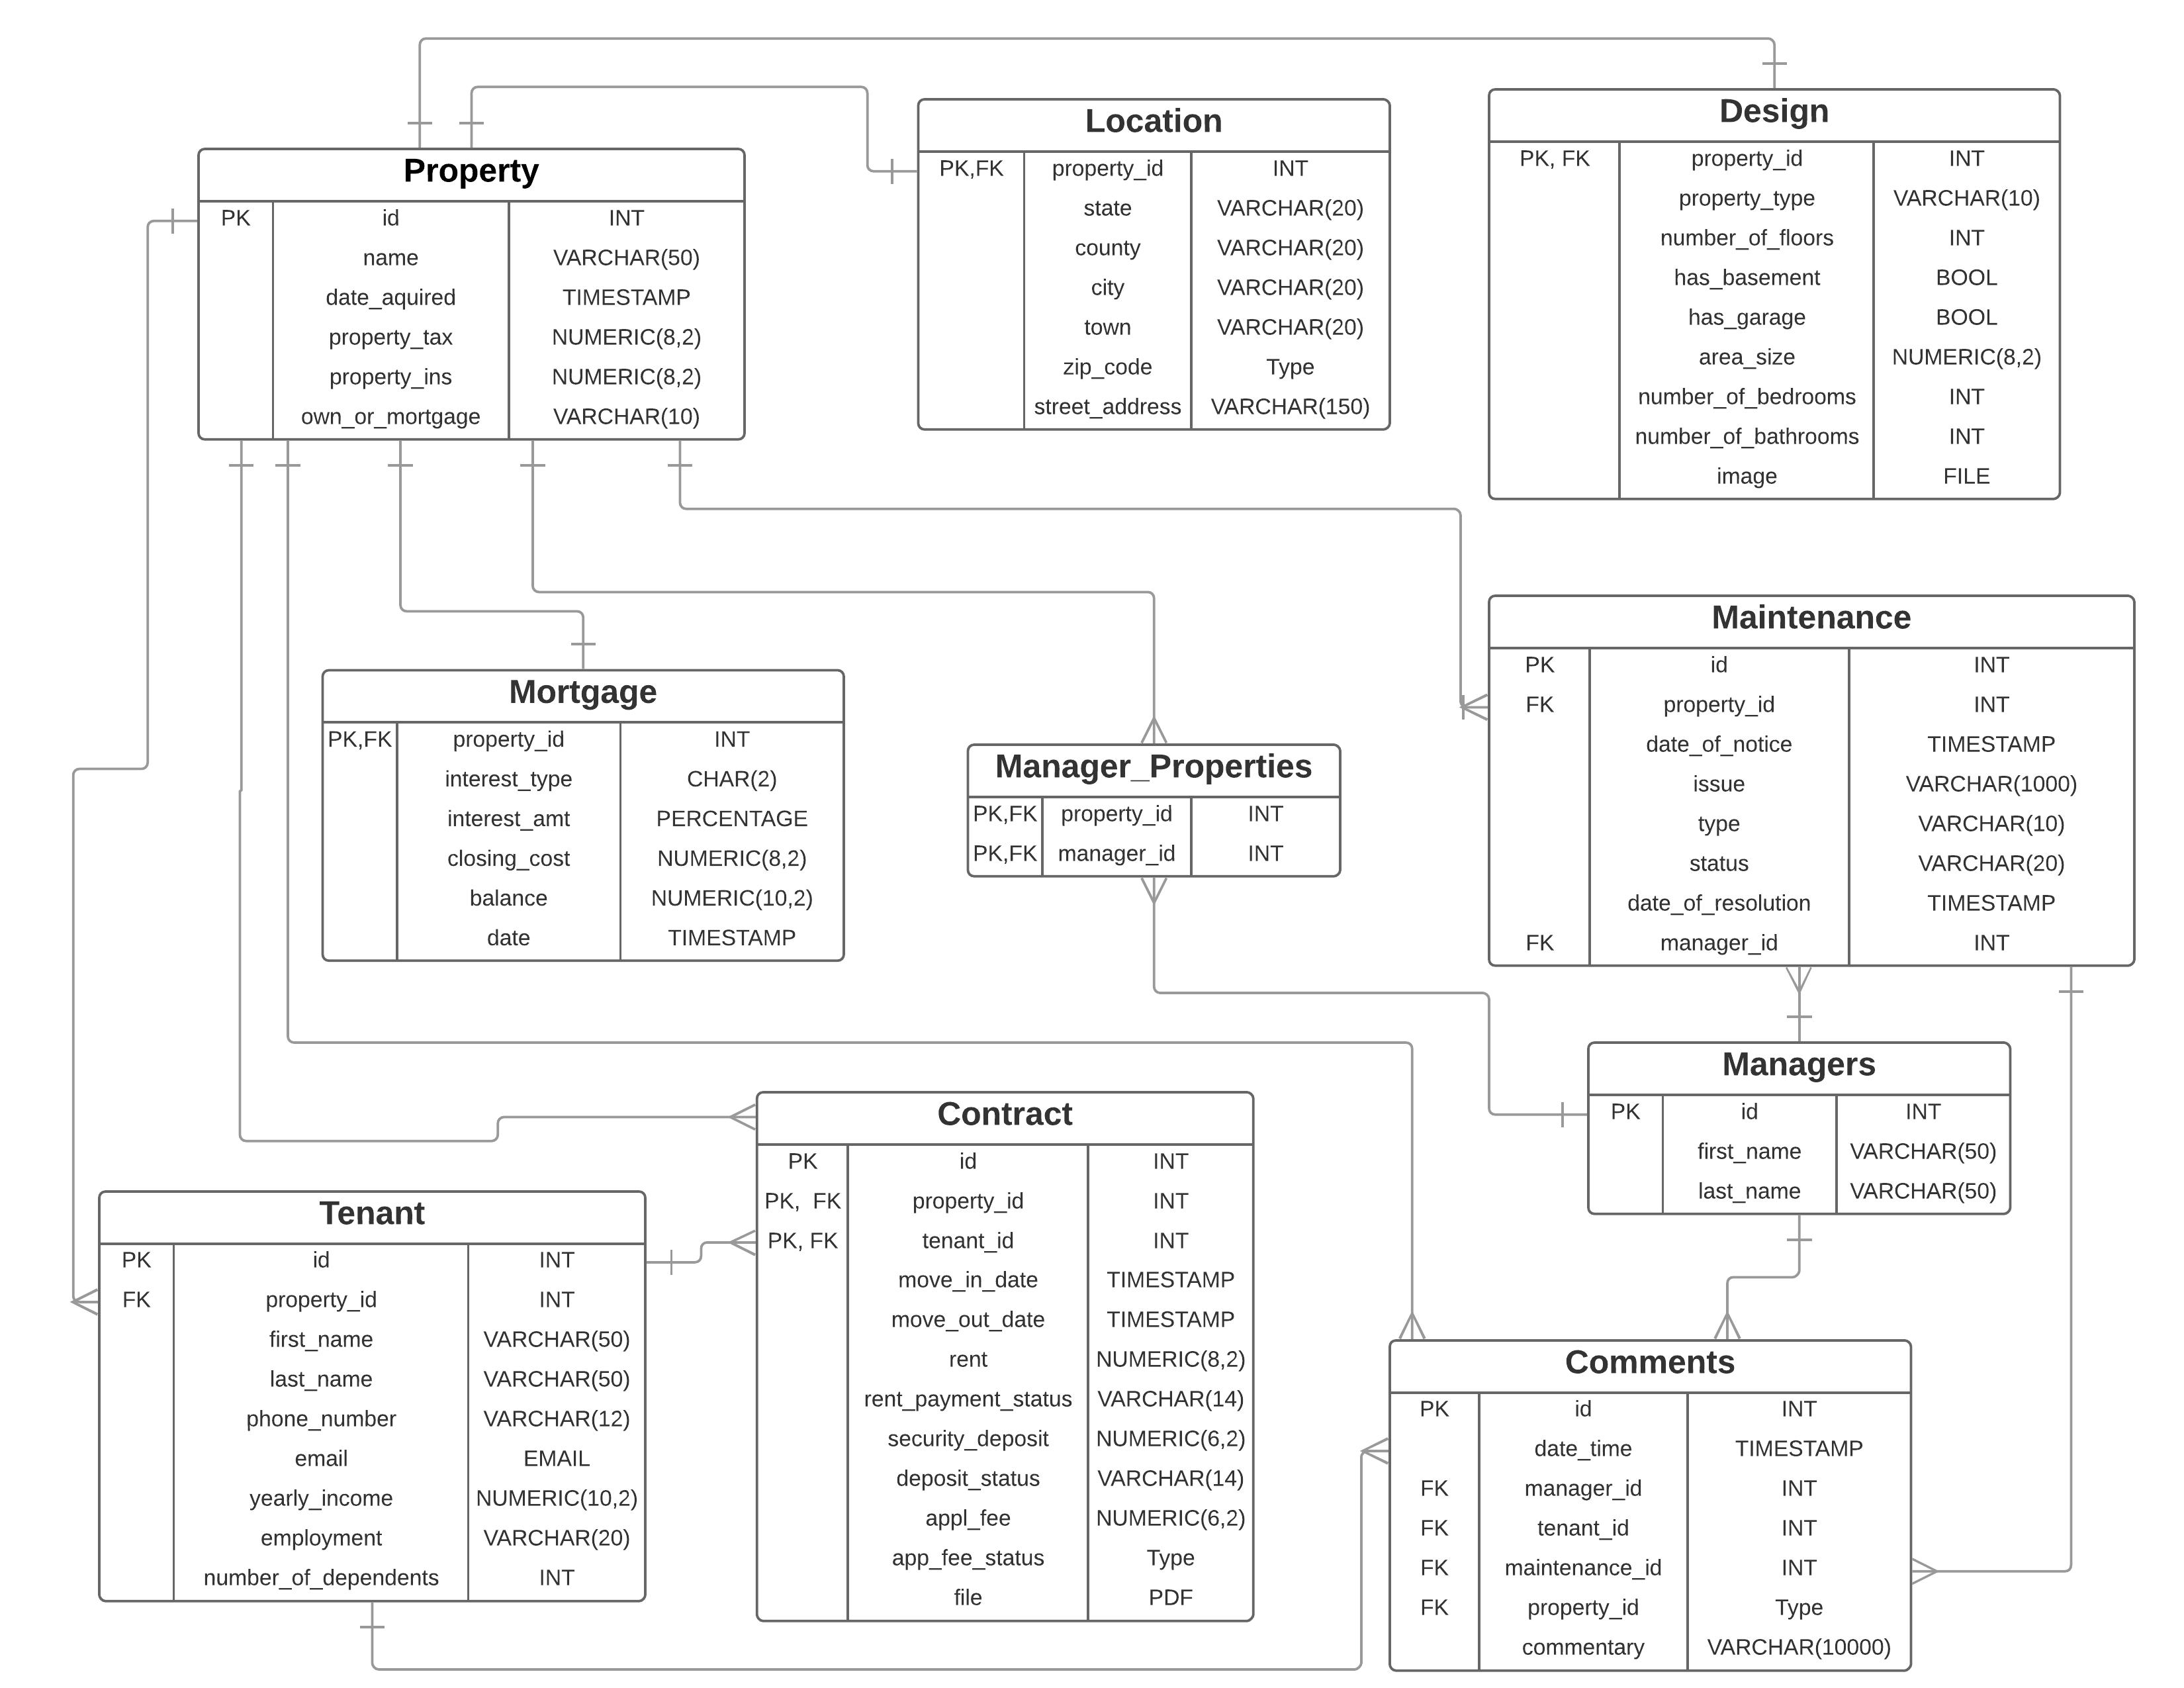 Property
PK id INT
name VARCHAR(50)
date_aquired TIMESTAMP
property_tax NUMERIC(8,2)
property_ins NUMERIC(8,2)
own_or_mortgage VARCHAR(10)
Location
PK,FK property_id INT
state VARCHAR(20)
county VARCHAR(20)
city VARCHAR(20)
town VARCHAR(20)
zip_code Type
street_address VARCHAR(150)
Design
PK, FK property_id INT
property_type VARCHAR(10)
number_of_floors INT
has_basement BOOL
has_garage BOOL
area_size NUMERIC(8,2)
number_of_bedrooms INT
number_of_bathrooms INT
image FILE
Mortgage
PK,FK property_id INT
interest_type CHAR(2)
interest_amt PERCENTAGE
closing_cost NUMERIC(8,2)
balance NUMERIC(10,2)
date TIMESTAMP
Manager_Properties
PK,FK property_id INT
PK,FK manager_id INT
Maintenance
PK id INT
FK property_id INT
date_of_notice TIMESTAMP
issue VARCHAR(1000)
type VARCHAR(10)
status VARCHAR(20)
date_of_resolution TIMESTAMP
FK manager_id INT
Managers
PK id INT
first_name VARCHAR(50)
last_name VARCHAR(50)
Tenant
PK id INT
FK property_id INT
first_name VARCHAR(50)
last_name VARCHAR(50)
phone_number VARCHAR(12)
email EMAIL
yearly_income NUMERIC(10,2)
employment VARCHAR(20)
number_of_dependents INT
Contract
PK id INT
PK, FK property_id INT
PK, FK tenant_id INT
move_in_date TIMESTAMP
move_out_date TIMESTAMP
rent NUMERIC(8,2)
rent_payment_status VARCHAR(14)
security_deposit NUMERIC(6,2)
deposit_status VARCHAR(14)
appl_fee NUMERIC(6,2)
app_fee_status Type
file PDF
Comments
PK id INT
date_time TIMESTAMP
FK manager_id INT
FK tenant_id INT
FK maintenance_id INT
FK property_id Type
commentary VARCHAR(10000)